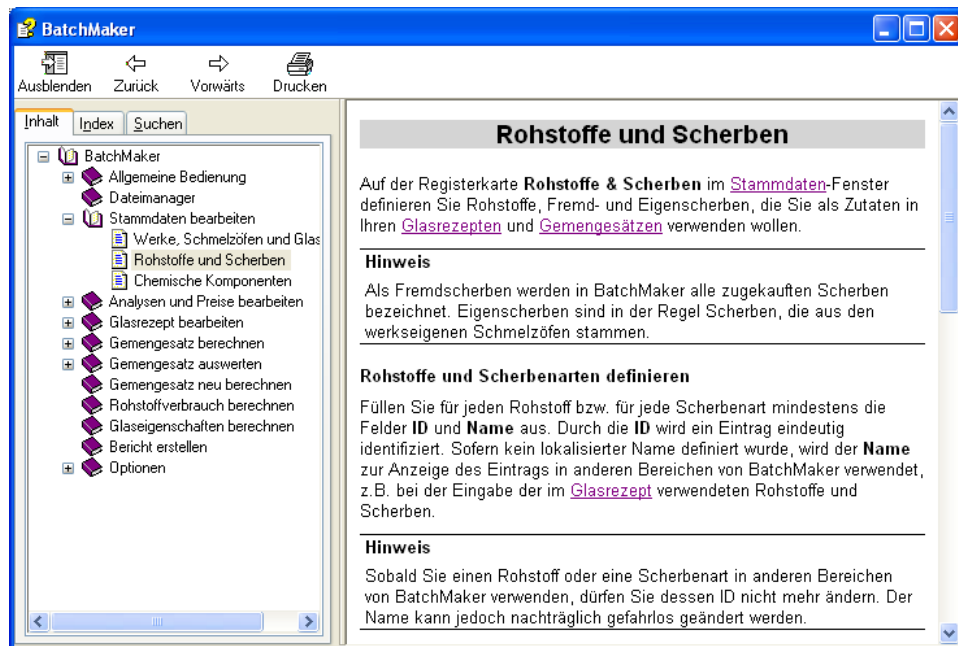 BatchMaker
Ausblenden Zurück Vorwärts Drucken
Inhalt Index Suchen
BatchMaker
Allgemeine Bedienung
Dateimanager
Stammdaten bearbeiten
Werke, Schmelzöfen und Glas
Rohstoffe und Scherben
Chemische Komponenten
Analysen und Preise bearbeiten
Glasrezept bearbeiten
Gemengesatz berechnen
Gemengesatz auswerten
Gemengesatz neu berechnen
Rohstoffverbrauch berechnen
Glaseigenschaften berechnen
Bericht erstellen
Optionen
Rohstoffe und Scherben
Auf der Registerkarte Rohstoffe & Scherben im Stammdaten-Fenster
definieren Sie Rohstoffe, Fremd- und Eigenscherben, die Sie als Zutaten in
Ihren Glasrezepten und Gemengesätzen verwenden wollen.
Hinweis
Als Fremdscherben werden in BatchMaker alle zugekauften Scherben
bezeichnet. Eigenscherben sind in der Regel Scherben, die aus den
werkseigenen Schmelzöfen stammen.
Rohstoffe und Scherbenarten definieren
Füllen Sie für jeden Rohstoff bzw. für jede Scherbenart mindestens die
Felder ID und Name aus. Durch die ID wird ein Eintrag eindeutig
identifiziert. Sofern kein lokalisierter Name definiert wurde, wird der Name
zur Anzeige des Eintrags in anderen Bereichen von BatchMaker verwendet,
z.B. bei der Eingabe der im Glasrezept verwendeten Rohstoffe und
Scherben.
Hinweis
Sobald Sie einen Rohstoff oder eine Scherbenart in anderen Bereichen
von BatchMaker verwenden, dürfen Sie dessen ID nicht mehr ändern. Der
Name kann jedoch nachträglich gefahrlos geändert werden.